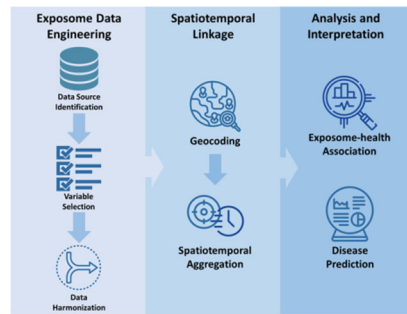 Exposome Data
Engineering
Data Source
Identification
Variable
Selection
Data
Harmonization
Spatiotemporal
Linkage
Geocoding
Spatiotemporal
Aggregation
Analysis and
Interpretation
Exposome-health
Association
Disease
Prediction